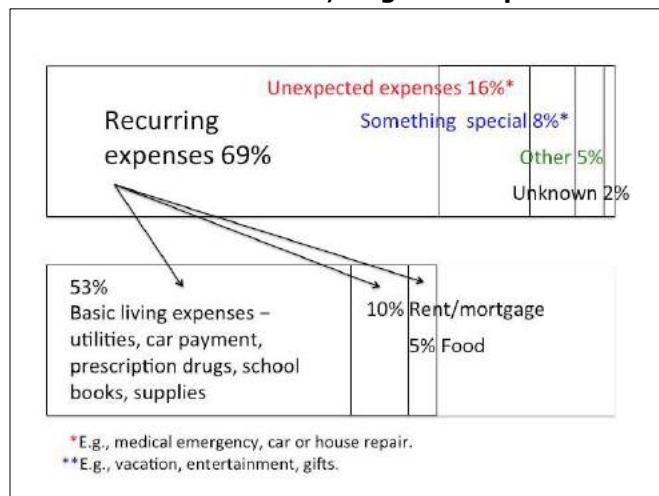 Unexpected expenses 16%*
Recurring
expenses 69%
Something special 8%*
Other 5%
Unknown 2%
53%
Basic living expenses –
utilities, car payment,
prescription drugs, school
books, supplies
10% Rent/mortgage
5% Food
*E.g., medical emergency, car or house repair.
**E.g., vacation, entertainment, gifts.